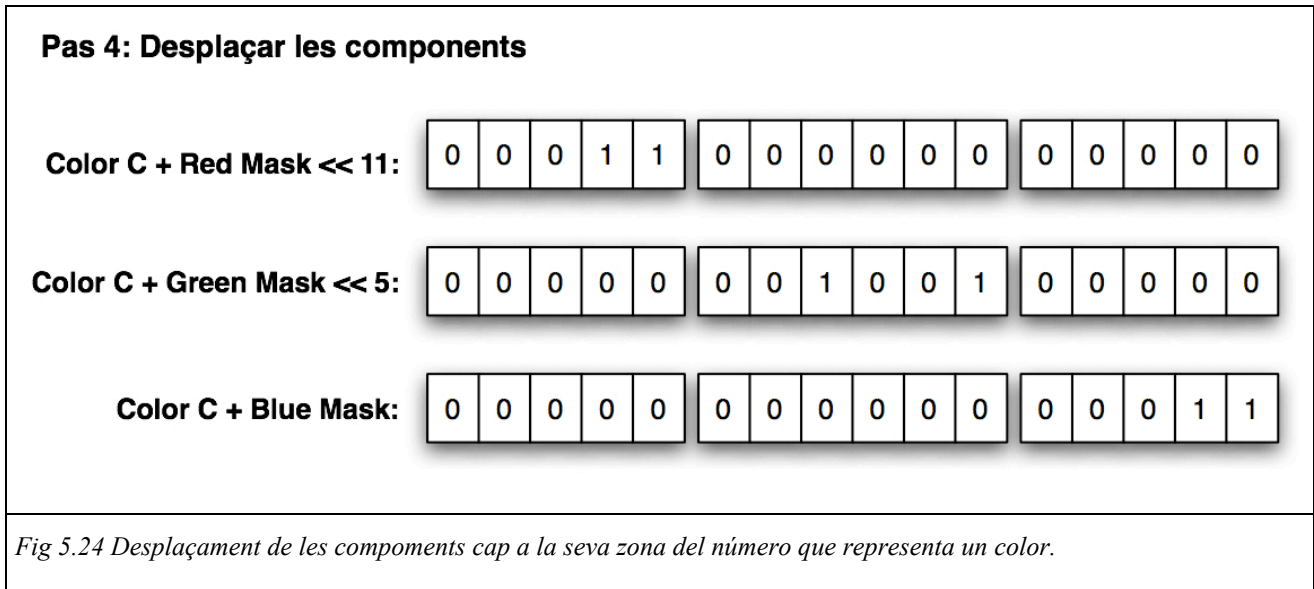 Pas 4: Desplaçar les components
Color C + Red Mask << 11: 0 0 0 1 1 0 0 0 0 0 0 0 0 0 0 0
Color C + Green Mask << 5: 0 0 0 0 0 0 0 1 0 0 1 0 0 0 0 0
Color C + Blue Mask: 0 0 0 0 0 0 0 0 0 0 0 0 0 0 1 1
Fig 5.24 Desplaçament de les compoments cap a la seva zona del número que representa un color.